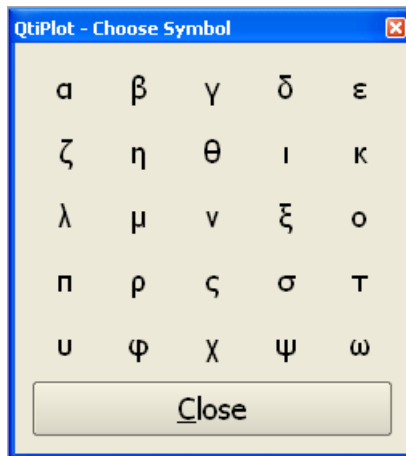 QtiPlot - Choose Symbol
α β γ δ ε
ζ η θ ι κ
λ μ ν ξ ο
π ρ ς σ τ
υ φ χ ψ ω
Close